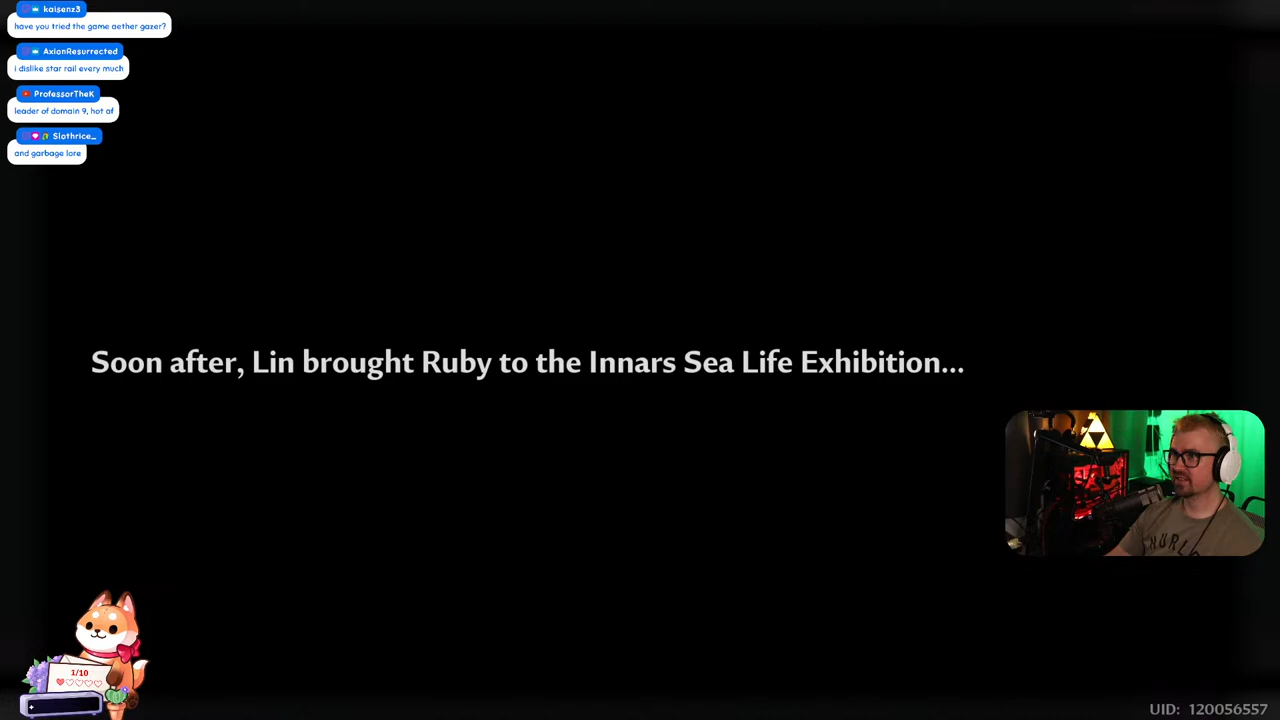 kaisenz3
have you tried the game aether gazer?
AxionResurrected
i dislike star rail every much
ProfessorTheK
leader of domain 9, hot af
Slothrice_
and garbage lore
Soon after, Lin brought Ruby to the Innars Sea Life Exhibition...
1/10
UID: 120056557